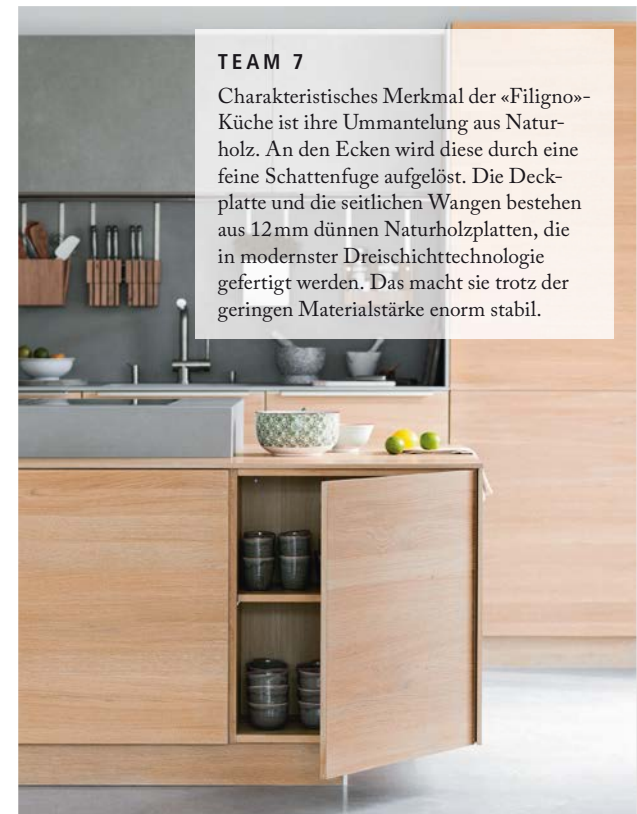 TEAM 7
Charakteristisches Merkmal der «Filigno»-
Küche ist ihre Ummantelung aus Natur-
holz. An den Ecken wird diese durch eine
feine Schattenfuge aufgelöst. Die Deck-
platte und die seitlichen Wangen bestehen
aus 12 mm dünnen Naturholzplatten, die
in modernster Dreischichttechnologie
gefertigt werden. Das macht sie trotz der
geringen Materialstärke enorm stabil.